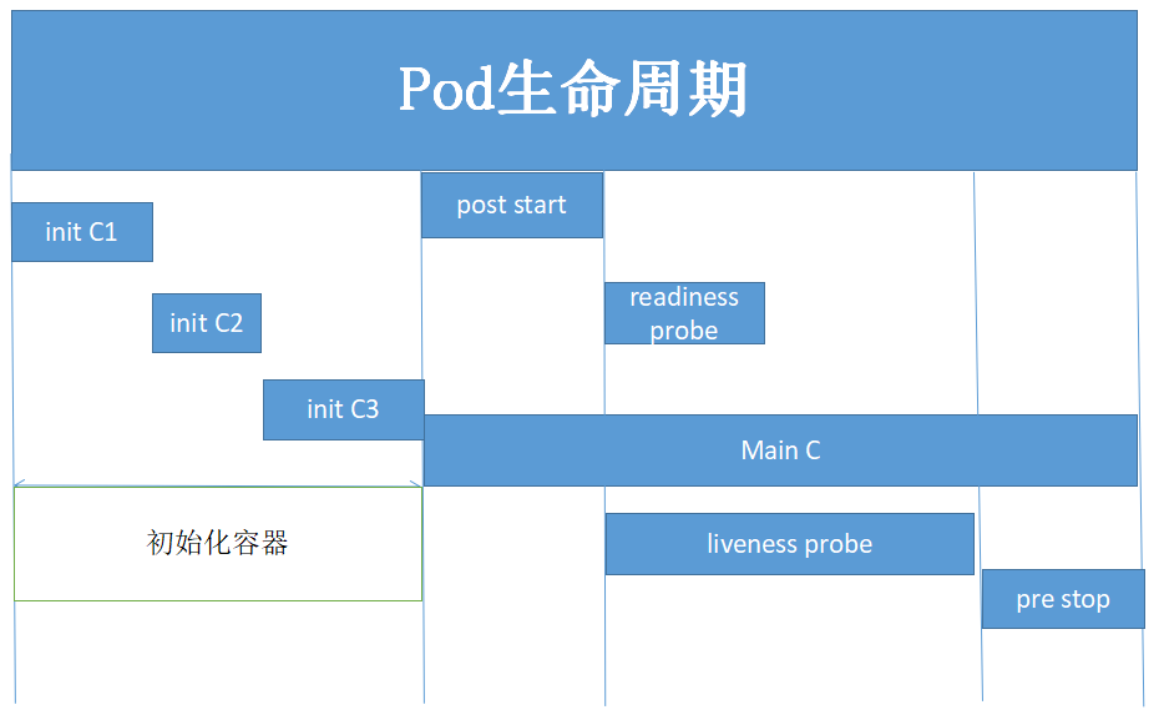 Pod生命周期
post start
init C1
readiness
probe
init C2
init C3
Main C
初始化容器
liveness probe
pre stop